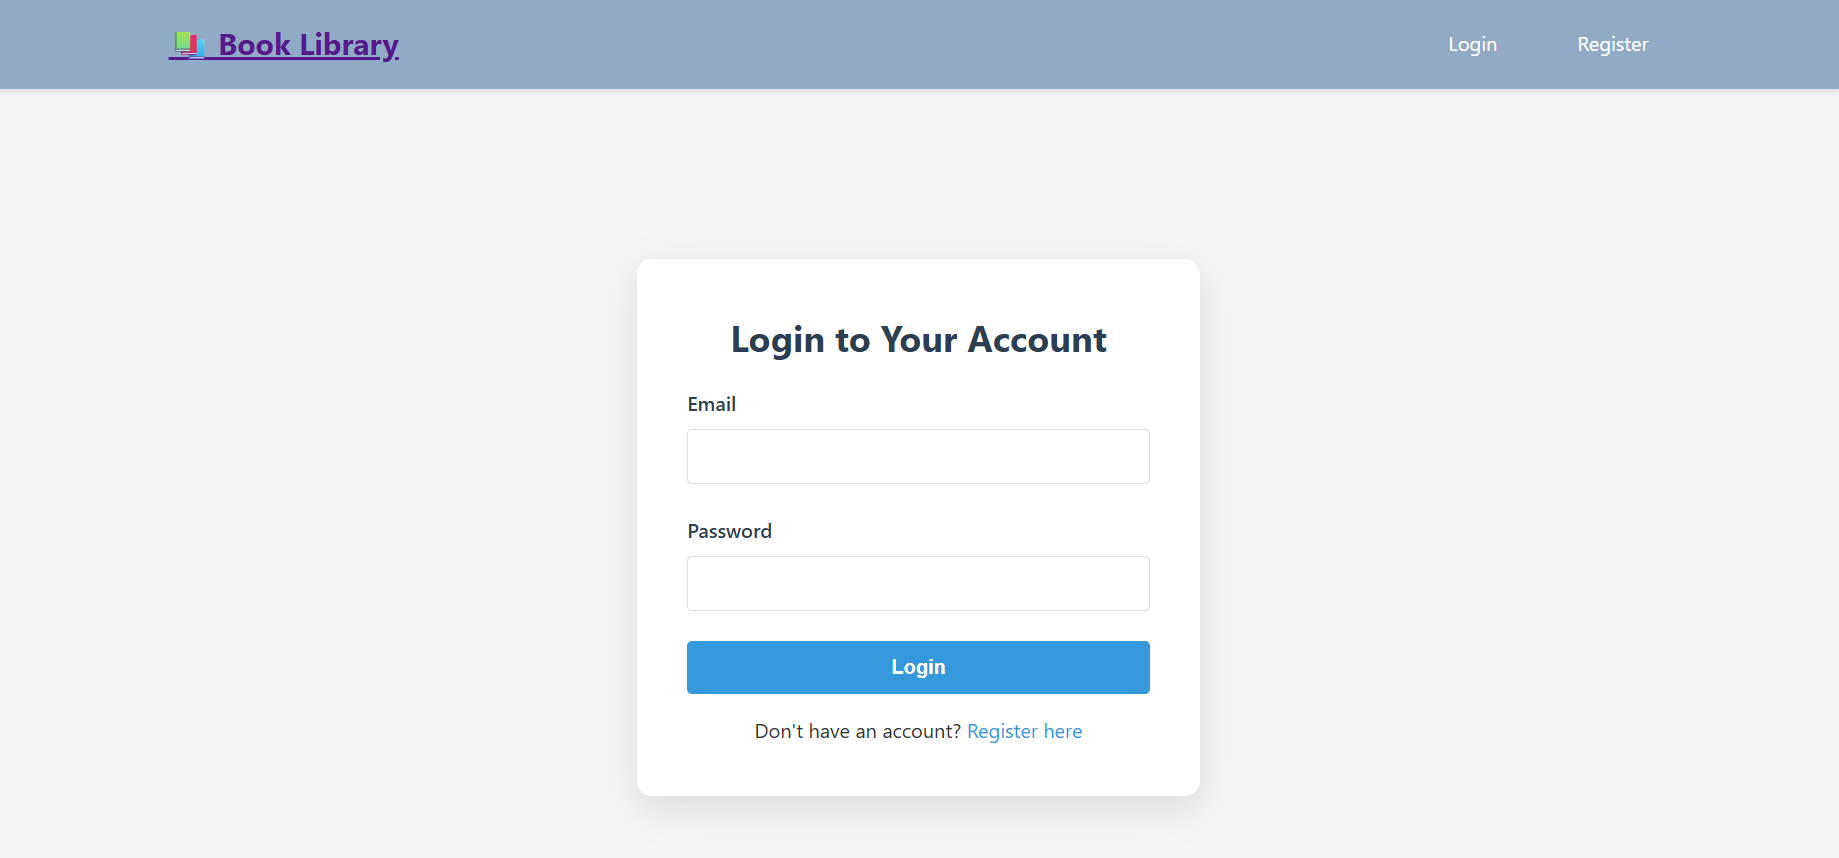 Book Library
Login
Register
Login to Your Account
Email
Password
Login
Don't have an account? Register here